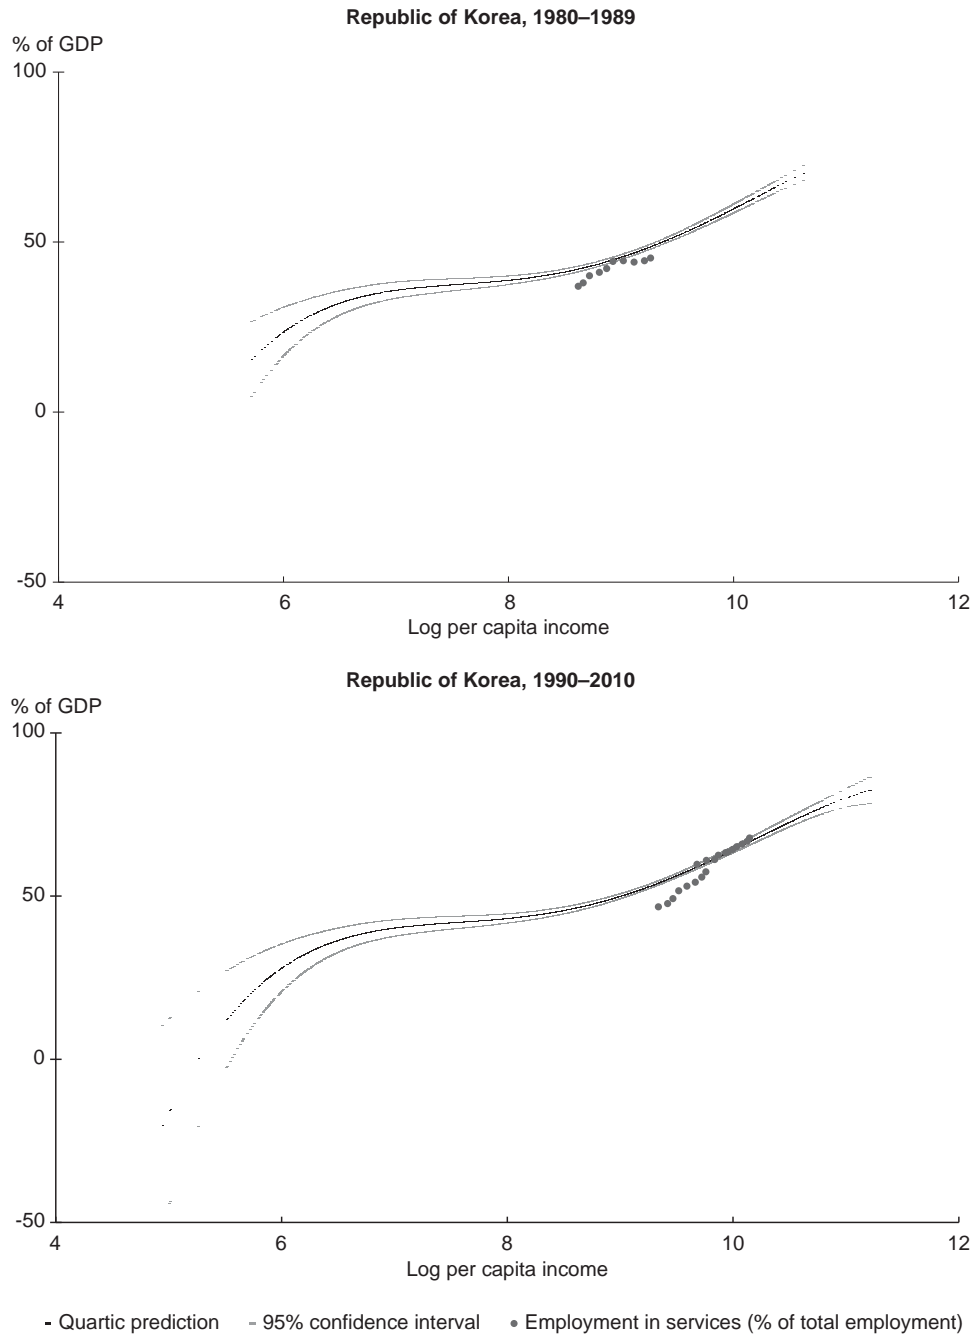 Republic of Korea, 1980–1989
% of GDP
100
50
0
-50
4 6 8 10 12
Log per capita income
Republic of Korea, 1990–2010
% of GDP
100
50
0
-50
4 6 8 10 12
Log per capita income
Quartic prediction 95% confidence interval Employment in services (% of total employment)